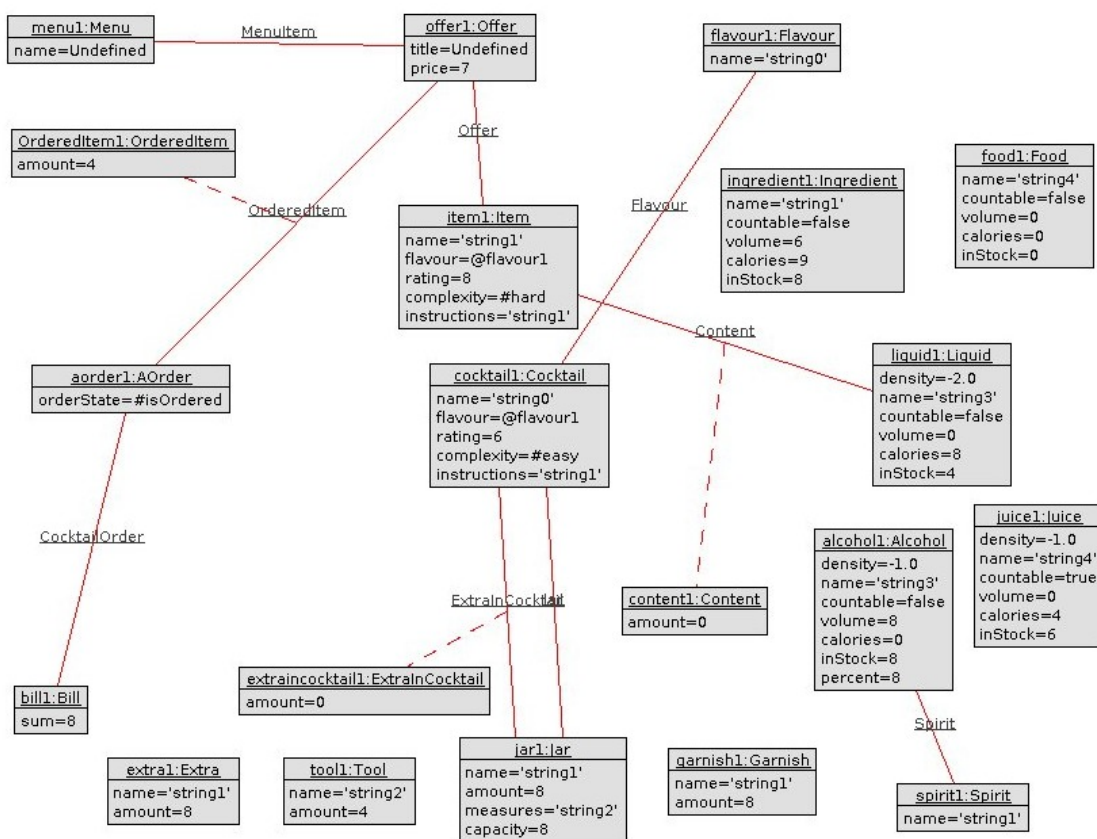 menu1:Menu
name=Undefined
MenuItem
offer1:Offer
title=Undefined
price=7
flavour1:Flavour
name='string0'
OrderedItem1:OrderedItem
amount=4
Offer
OrderedItem
item1:Item
name='string1'
flavour=@flavour1
rating=8
complexity=#hard
instructions='string1'
Flavour
ingredient1:Ingredient
name='string1'
countable=false
volume=6
calories=9
inStock=8
food1:Food
name='string4'
countable=false
volume=0
calories=0
inStock=0
Content
liquid1:Liquid
density=-2.0
name='string3'
countable=false
volume=0
calories=8
inStock=4
aorder1:AOrder
orderState=#isOrdered
cocktail1:Cocktail
name='string0'
flavour=@flavour1
rating=6
complexity=#easy
instructions='string1'
CocktailOrder
ExtraInCocktail
content1:Content
amount=0
alcohol1:Alcohol
density=-1.0
name='string3'
countable=false
volume=8
calories=0
inStock=8
percent=8
juice1:Juice
density=-1.0
name='string4'
countable=true
volume=0
calories=4
inStock=6
extraincocktail1:ExtraInCocktail
amount=0
bill1:Bill
sum=8
Spirit
extra1:Extra
name='string1'
amount=8
tool1:Tool
name='string2'
amount=4
jar1:Jar
name='string1'
amount=8
measures='string2'
capacity=8
garnish1:Garnish
name='string1'
amount=8
spirit1:Spirit
name='string1'